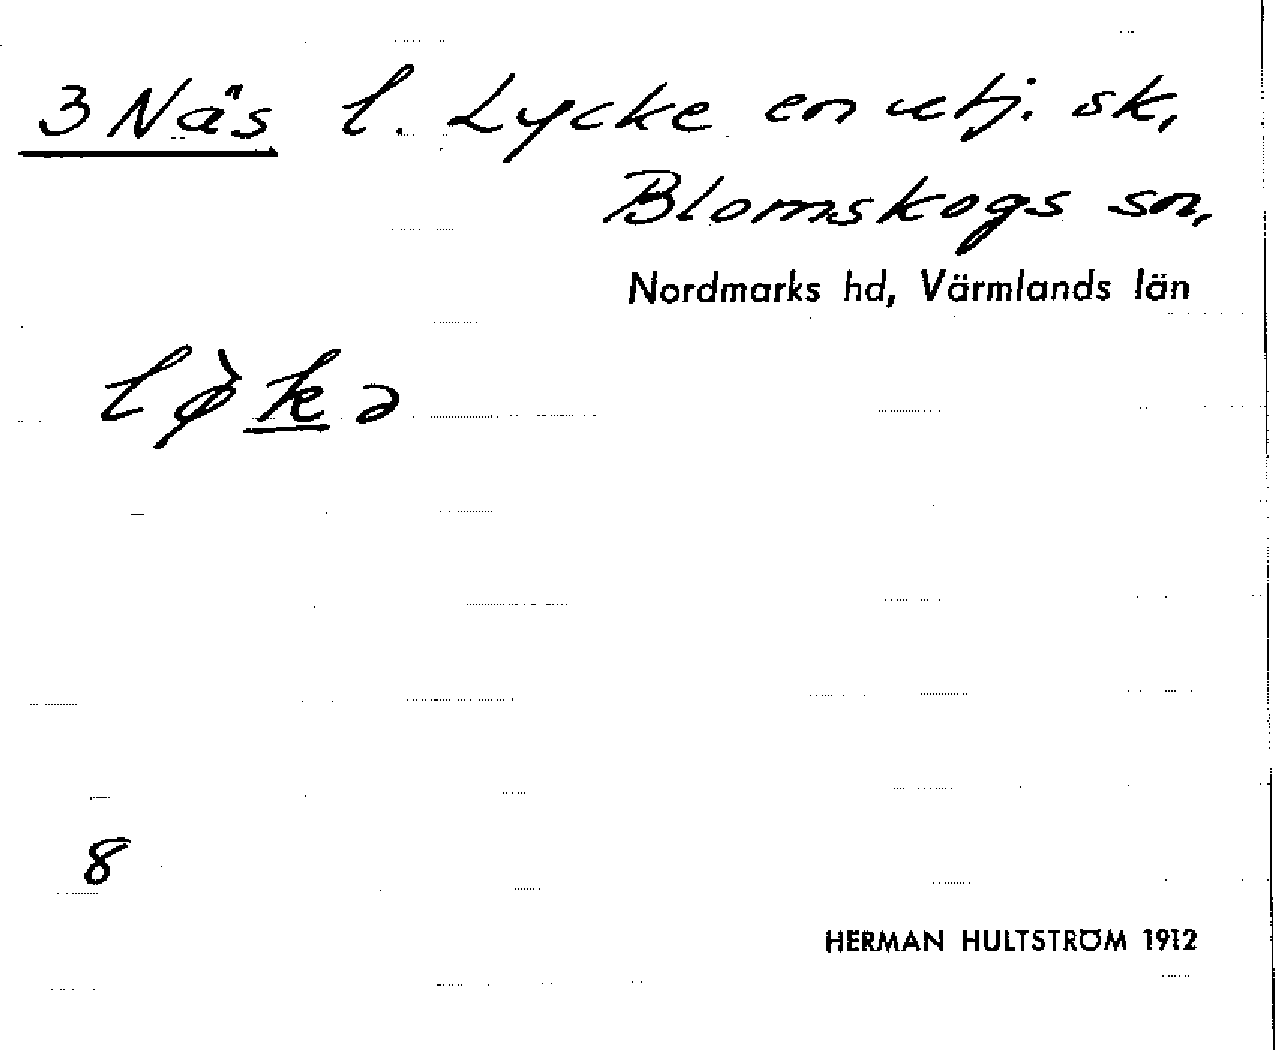 3 Näs l. Lycke en utj. sk,
Blomskogs sn,
Nordmarks hd, Värmlands län
lø̀kə
8
HERMAN HULTSTRÖM 1912